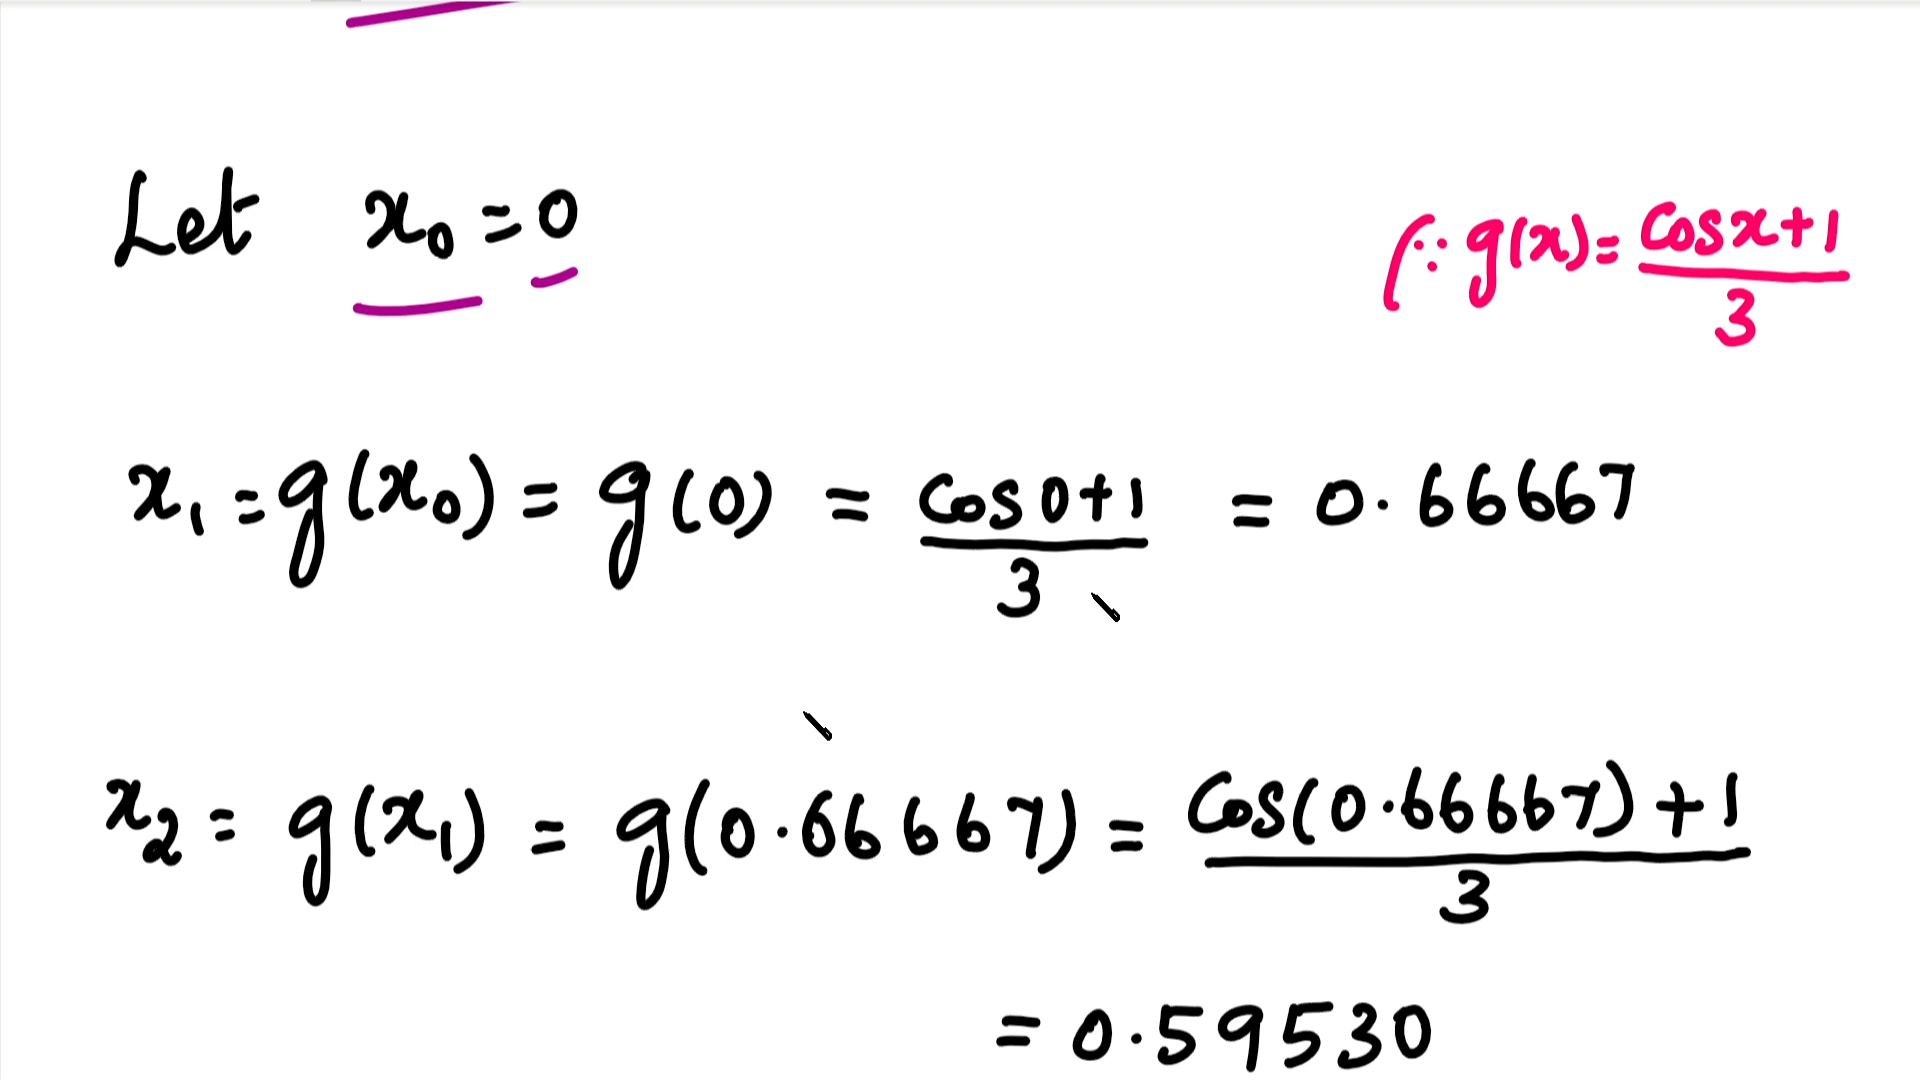 Let x₀ = 0
(∵ g(x) = (cos x + 1)/3
x₁ = g(x₀) = g(0) = (cos 0 + 1)/3 = 0.66667
x₂ = g(x₁) = g(0.66667) = (cos(0.66667) + 1)/3
= 0.59530